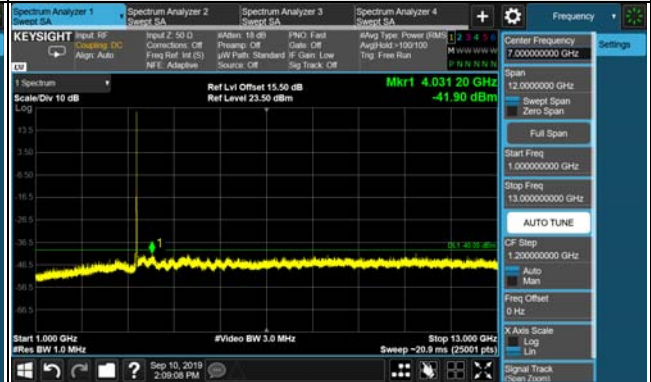 Spectrum Analyzer 1
Swept SA
Spectrum Analyzer 2
Swept SA
Spectrum Analyzer 3
Swept SA
Spectrum Analyzer 4
Swept SA
+
Frequency
KEYSIGHT
Input: RF
Coupling: DC
Align: Auto
Input Z: 50 Ω
Corrections: Off
Freq Ref: Int (S)
NFE: Adaptive
#Atten: 18 dB
Preamp: Off
µW Path: Standard
Source: Off
PNO: Fast
Gate: Off
IF Gain: Low
Sig Track: Off
#Avg Type: Power (RMS
Avg|Hold:>100/100
Trig: Free Run
1 2 3 4 5 6
M W W W W W
P N N N N N
LXI
1 Spectrum
Scale/Div 10 dB
Log
Ref Lvl Offset 15.50 dB
Ref Level 23.50 dBm
Mkr1 4.031 20 GHz
-41.90 dBm
13.5
3.50
-6.50
-16.5
-26.5
-36.5
-46.5
-56.5
-66.5
1
DL1 -40.00 dBm
Start 1.000 GHz
#Res BW 1.0 MHz
#Video BW 3.0 MHz
Stop 13.000 GHz
Sweep ~20.9 ms (25001 pts)
Sep 10, 2019
2:09:08 PM
?
Center Frequency
7.000000000 GHz
Settings
Span
12.0000000 GHz
Swept Span
Zero Span
Full Span
Start Freq
1.000000000 GHz
Stop Freq
13.000000000 GHz
AUTO TUNE
CF Step
1.200000000 GHz
Auto
Man
Freq Offset
0 Hz
X Axis Scale
Log
Lin
Signal Track
(Span Zoom)